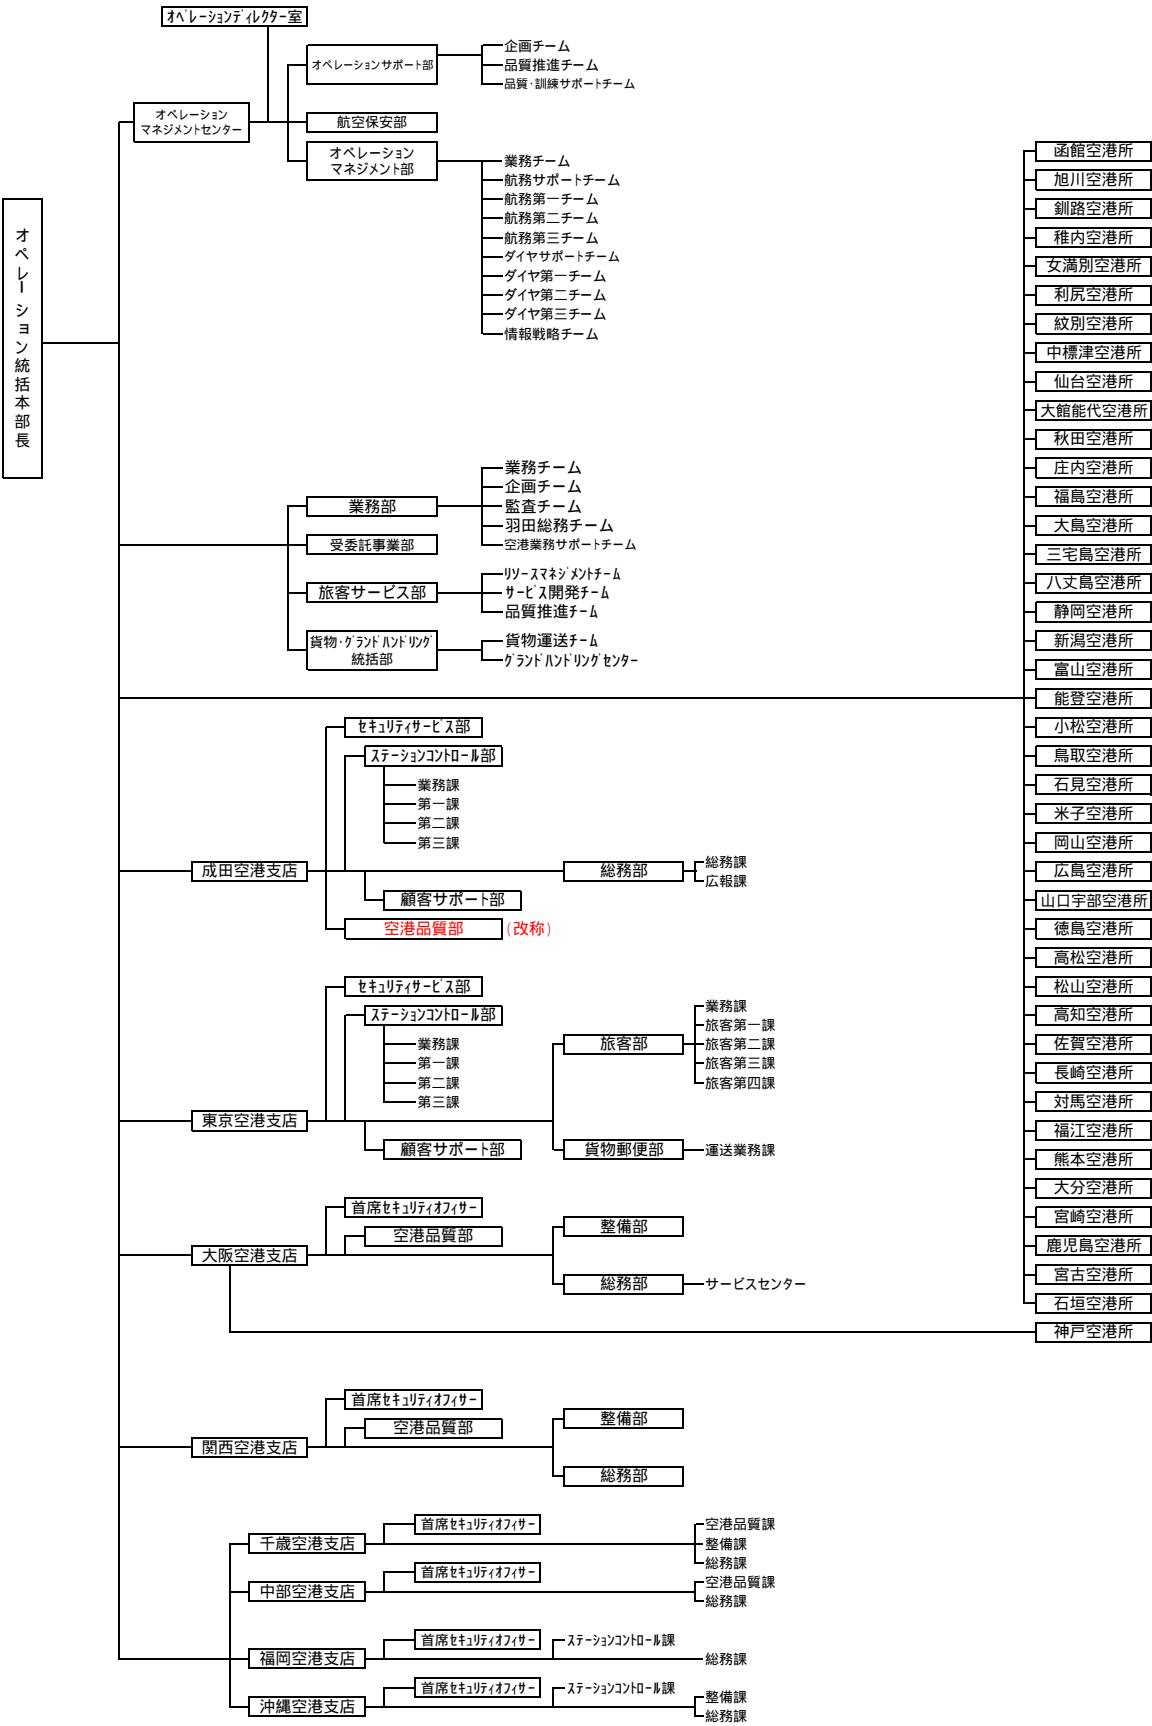 ｵﾍﾟﾚｰｼｮﾝﾃﾞｨﾚｸﾀｰ室
オペレーションサポート部
企画チーム
品質推進チーム
品質・訓練サポートチーム
オペレーション
マネジメントセンター
航空保安部
オペレーション
マネジメント部
業務チーム
航務サポートチーム
航務第一チーム
航務第二チーム
航務第三チーム
ダイヤサポートチーム
ダイヤ第一チーム
ダイヤ第二チーム
ダイヤ第三チーム
情報戦略チーム
オペレーション統括本部長
業務部
業務チーム
企画チーム
監査チーム
羽田総務チーム
空港業務サポートチーム
受委託事業部
旅客サービス部
ﾘｿｰｽﾏﾈｼﾞﾒﾝﾄﾁｰﾑ
ｻｰﾋﾞｽ開発ﾁｰﾑ
品質推進ﾁｰﾑ
貨物･ｸﾞﾗﾝﾄﾞﾊﾝﾄﾞﾘﾝｸﾞ
統括部
貨物運送ﾁｰﾑ
ｸﾞﾗﾝﾄﾞﾊﾝﾄﾞﾘﾝｸﾞｾﾝﾀｰ
成田空港支店
ｾｷｭﾘﾃｨｻｰﾋﾞｽ部
ｽﾃｰｼｮﾝｺﾝﾄﾛｰﾙ部
業務課
第一課
第二課
第三課
総務部
総務課
広報課
顧客サポート部
空港品質部
(改称)
東京空港支店
ｾｷｭﾘﾃｨｻｰﾋﾞｽ部
ｽﾃｰｼｮﾝｺﾝﾄﾛｰﾙ部
業務課
第一課
第二課
第三課
旅客部
業務課
旅客第一課
旅客第二課
旅客第三課
旅客第四課
顧客サポート部
貨物郵便部
運送業務課
大阪空港支店
首席ｾｷｭﾘﾃｨｵﾌｨｻｰ
空港品質部
整備部
総務部
サービスセンター
関西空港支店
首席ｾｷｭﾘﾃｨｵﾌｨｻｰ
空港品質部
整備部
総務部
千歳空港支店
首席ｾｷｭﾘﾃｨｵﾌｨｻｰ
空港品質課
整備課
総務課
中部空港支店
首席ｾｷｭﾘﾃｨｵﾌｨｻｰ
空港品質課
総務課
福岡空港支店
首席ｾｷｭﾘﾃｨｵﾌｨｻｰ
ｽﾃｰｼｮﾝｺﾝﾄﾛｰﾙ課
総務課
沖縄空港支店
首席ｾｷｭﾘﾃｨｵﾌｨｻｰ
ｽﾃｰｼｮﾝｺﾝﾄﾛｰﾙ課
整備課
総務課
函館空港所
旭川空港所
釧路空港所
稚内空港所
女満別空港所
利尻空港所
紋別空港所
中標津空港所
仙台空港所
大館能代空港所
秋田空港所
庄内空港所
福島空港所
大島空港所
三宅島空港所
八丈島空港所
静岡空港所
新潟空港所
富山空港所
能登空港所
小松空港所
鳥取空港所
石見空港所
米子空港所
岡山空港所
広島空港所
山口宇部空港所
徳島空港所
高松空港所
松山空港所
高知空港所
佐賀空港所
長崎空港所
対馬空港所
福江空港所
熊本空港所
大分空港所
宮崎空港所
鹿児島空港所
宮古空港所
石垣空港所
神戸空港所